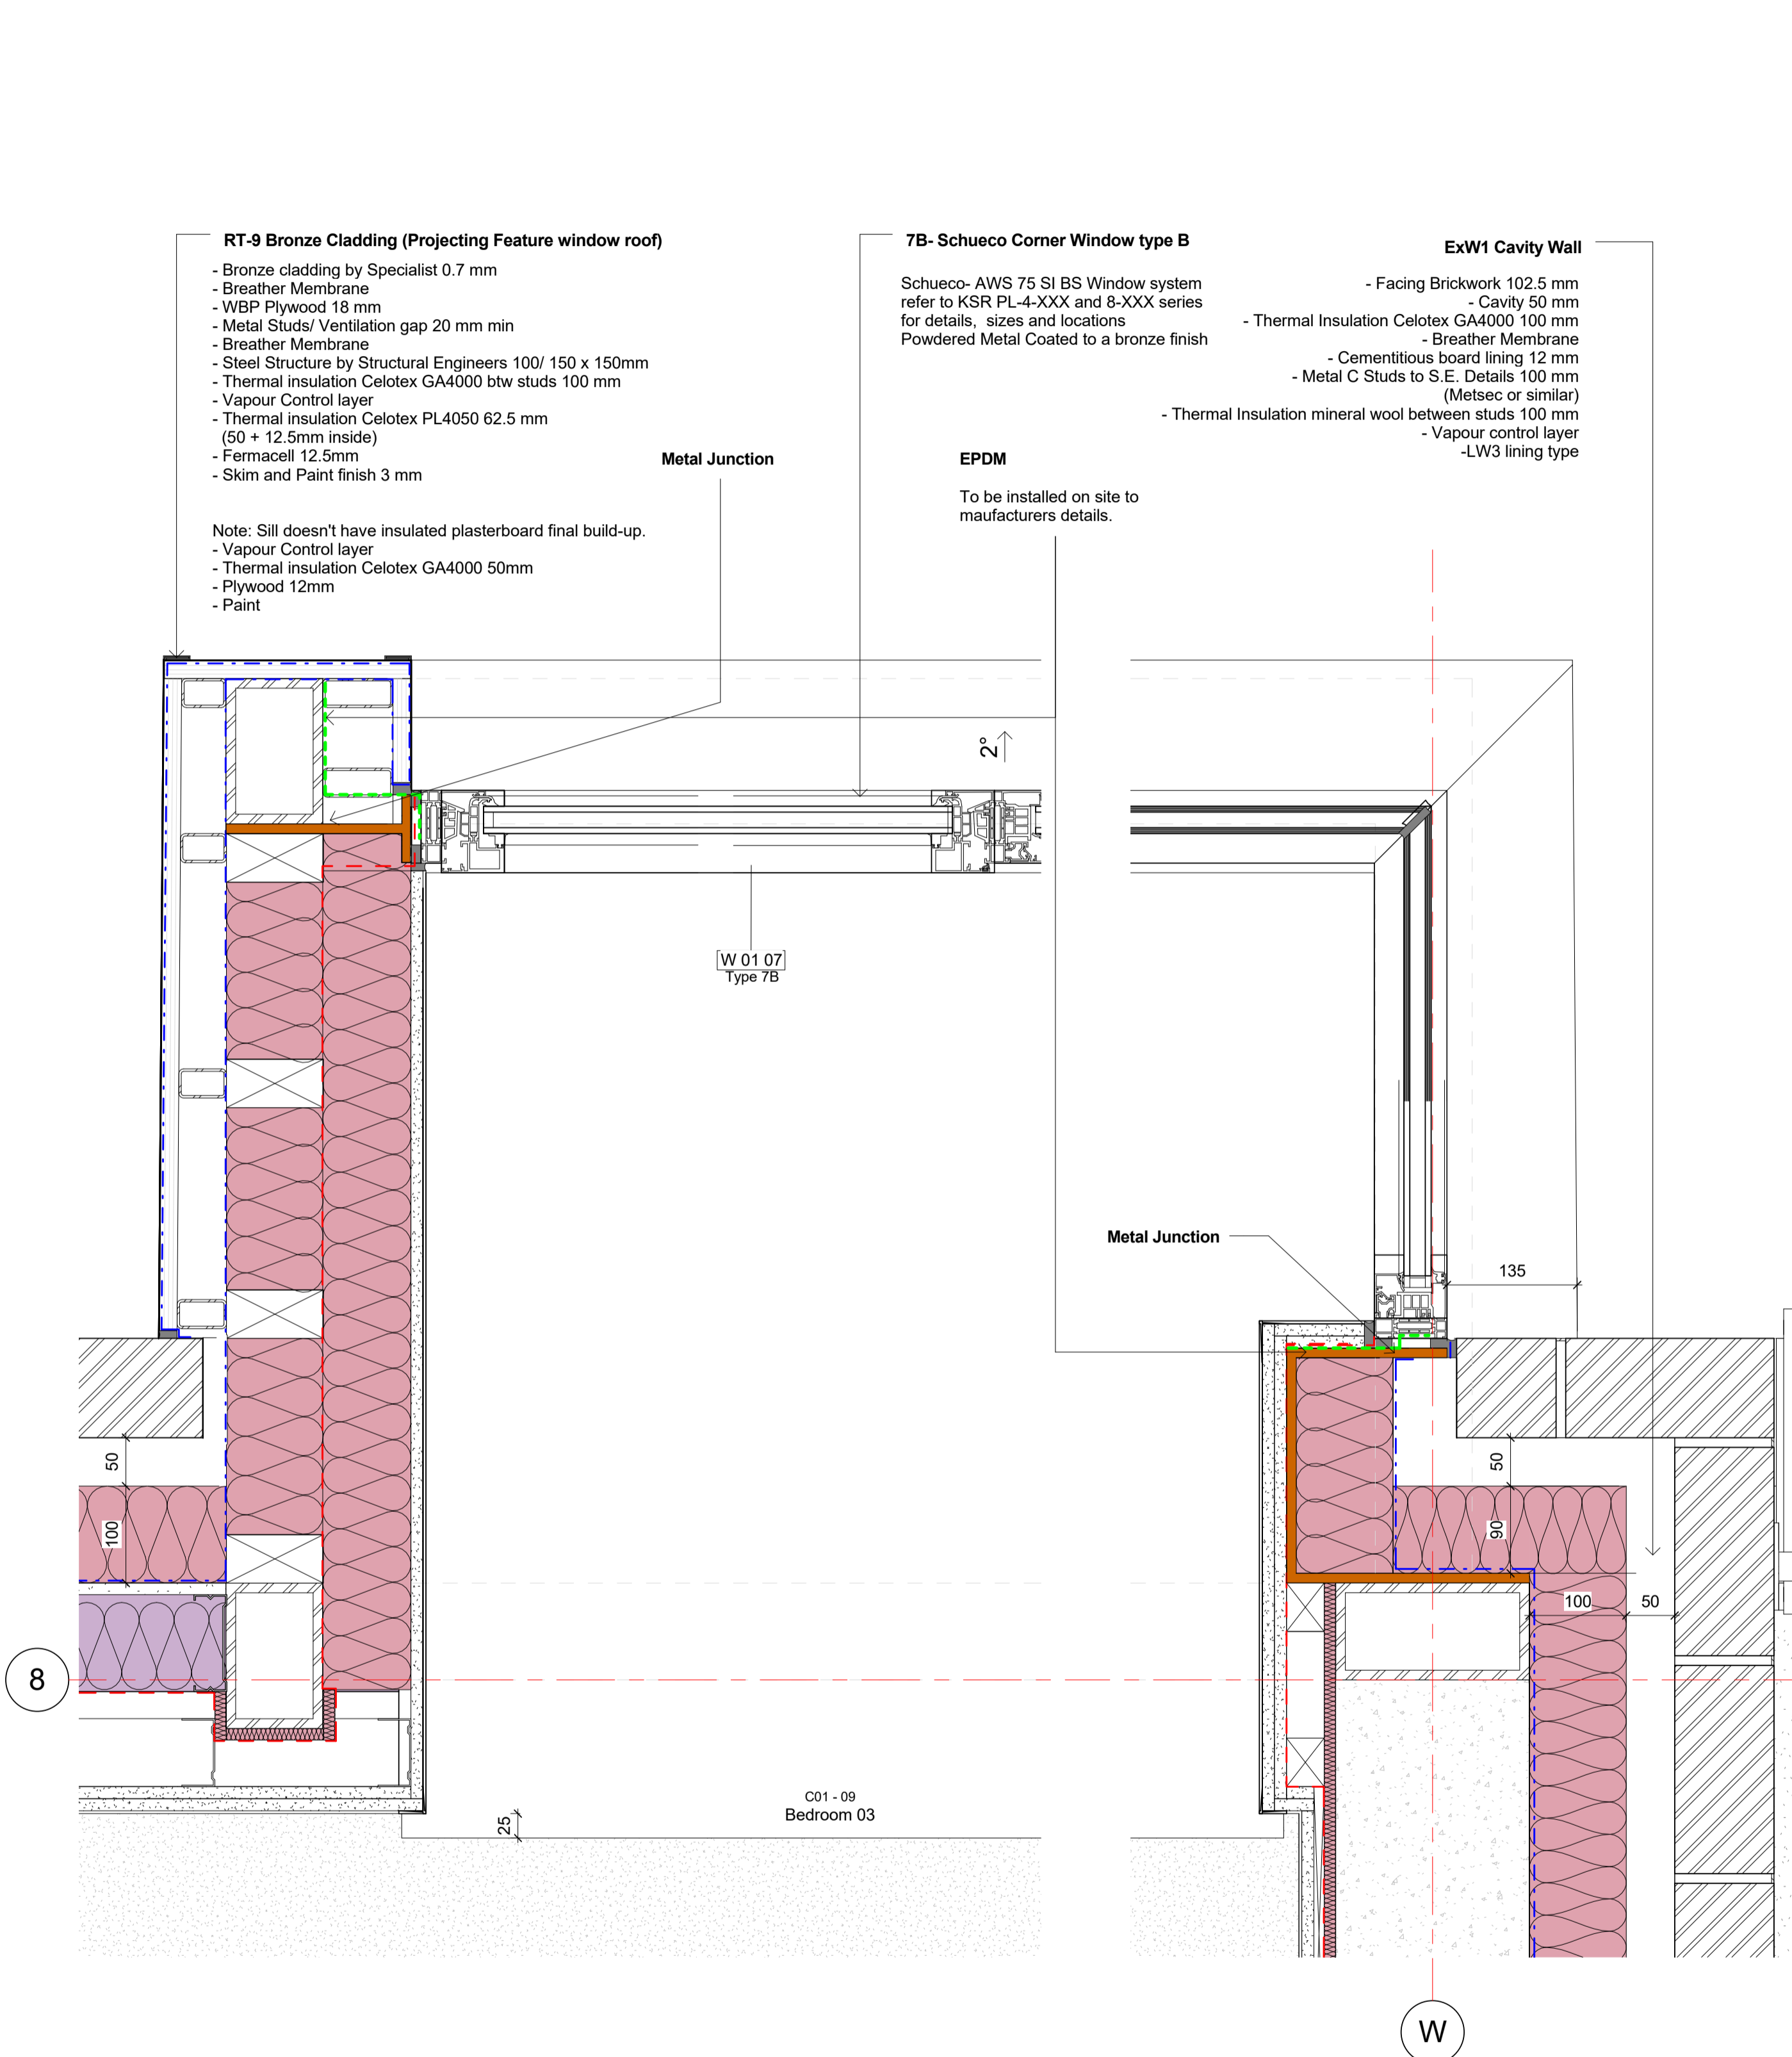 RT-9 Bronze Cladding (Projecting Feature window roof)
- Bronze cladding by Specialist 0.7 mm
- Breather Membrane
- WBP Plywood 18 mm
- Metal Studs/ Ventilation gap 20 mm min
- Breather Membrane
- Steel Structure by Structural Engineers 100/ 150 x 150mm
- Thermal insulation Celotex GA4000 btw studs 100 mm
- Vapour Control layer
- Thermal insulation Celotex PL4050 62.5 mm
(50 + 12.5mm inside)
- Fermacell 12.5mm
- Skim and Paint finish 3 mm
Note: Sill doesn't have insulated plasterboard final build-up.
- Vapour Control layer
- Thermal insulation Celotex GA4000 50mm
- Plywood 12mm
- Paint
Metal Junction
7B- Schueco Corner Window type B
Schueco- AWS 75 SI BS Window system
refer to KSR PL-4-XXX and 8-XXX series
for details, sizes and locations
Powdered Metal Coated to a bronze finish
EPDM
To be installed on site to
maufacturers details.
ExW1 Cavity Wall
- Facing Brickwork 102.5 mm
- Cavity 50 mm
- Thermal Insulation Celotex GA4000 100 mm
- Breather Membrane
- Cementitious board lining 12 mm
- Metal C Studs to S.E. Details 100 mm
(Metsec or similar)
- Thermal Insulation mineral wool between studs 100 mm
- Vapour control layer
-LW3 lining type
2°
W 01 07
Type 7B
Metal Junction
135
50
100
50
90
100
50
8
C01 - 09
Bedroom 03
25
W